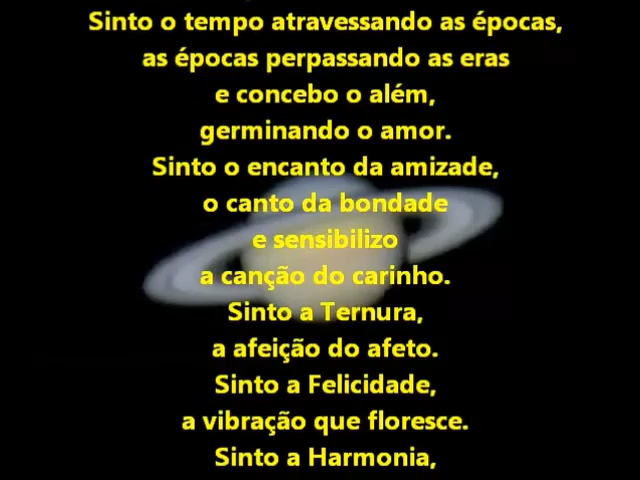 Sinto o tempo atravessando as épocas,
as épocas perpassando as eras
e concebo o além,
germinando o amor.
Sinto o encanto da amizade,
o canto da bondade
e sensibilizo
a canção do carinho.
Sinto a Ternura,
a afeição do afeto.
Sinto a Felicidade,
a vibração que floresce.
Sinto a Harmonia,